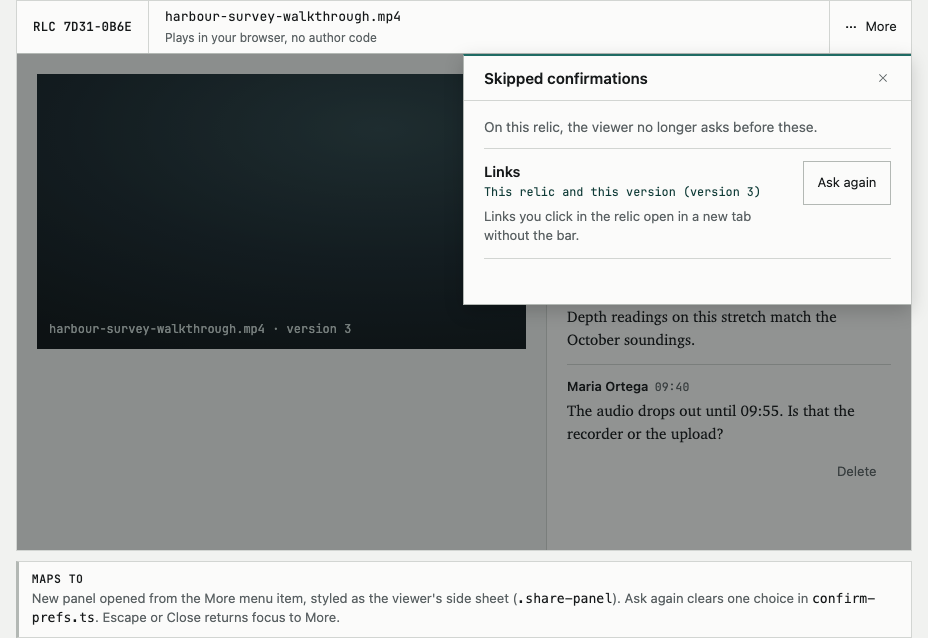 RLC 7D31-0B6E
harbour-survey-walkthrough.mp4
Plays in your browser, no author code
··· More
Skipped confirmations
×
On this relic, the viewer no longer asks before these.
Links
This relic and this version (version 3)
Links you click in the relic open in a new tab
without the bar.
Ask again
harbour-survey-walkthrough.mp4 · version 3
Depth readings on this stretch match the
October soundings.
Maria Ortega 09:40
The audio drops out until 09:55. Is that the
recorder or the upload?
Delete
MAPS TO
New panel opened from the More menu item, styled as the viewer's side sheet (.share-panel). Ask again clears one choice in confirm-
prefs.ts. Escape or Close returns focus to More.